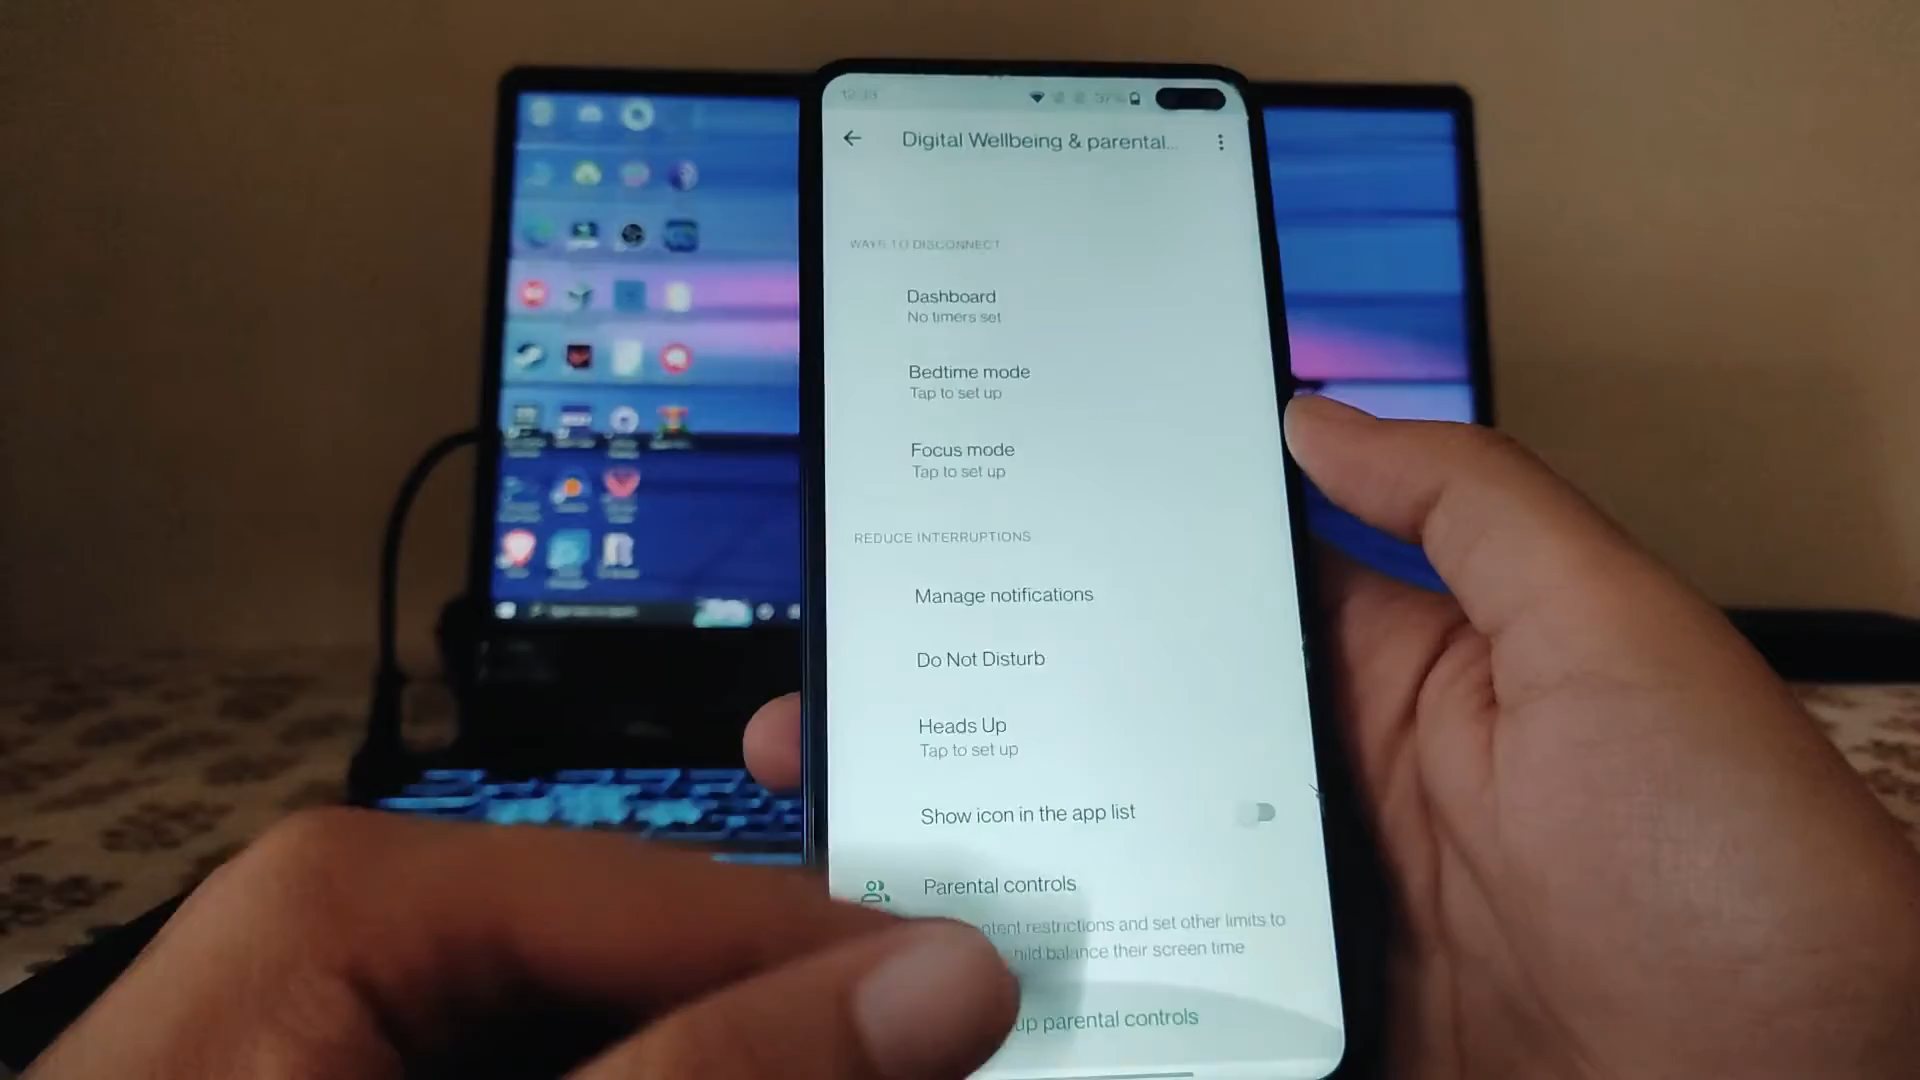 Digital Wellbeing & parental...
WAYS TO DISCONNECT
Dashboard
No timers set
Bedtime mode
Tap to set up
Focus mode
Tap to set up
REDUCE INTERRUPTIONS
Manage notifications
Do Not Disturb
Heads Up
Tap to set up
Show icon in the app list
Parental controls
restrictions and set other limits to
balance their screen time
up parental controls